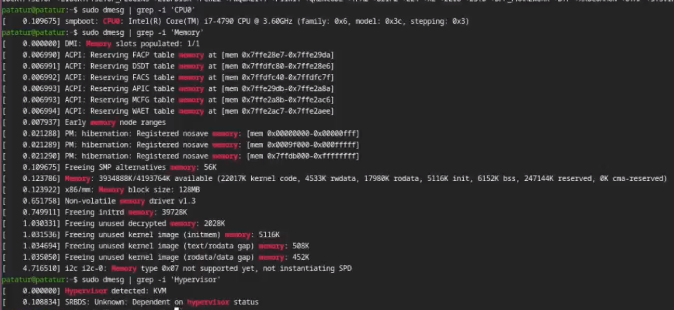 patatur@patatur:~$ sudo dmesg | grep -i 'CPU0'
[    0.109675] smpboot: CPU0: Intel(R) Core(TM) i7-4790 CPU @ 3.60GHz (family: 0x6, model: 0x3c, stepping: 0x3)
patatur@patatur:~$ sudo dmesg | grep -i 'Memory'
[    0.000000] DMI: Memory slots populated: 1/1
[    0.006990] ACPI: Reserving FACP table memory at [mem 0x7ffe28e7-0x7ffe29da]
[    0.006991] ACPI: Reserving DSDT table memory at [mem 0x7ffdfc80-0x7ffe28e6]
[    0.006992] ACPI: Reserving FACS table memory at [mem 0x7ffdfc40-0x7ffdfc7f]
[    0.006993] ACPI: Reserving APIC table memory at [mem 0x7ffe29db-0x7ffe2a8a]
[    0.006993] ACPI: Reserving MCFG table memory at [mem 0x7ffe2a8b-0x7ffe2ac6]
[    0.006994] ACPI: Reserving WAET table memory at [mem 0x7ffe2ac7-0x7ffe2aee]
[    0.007937] Early memory node ranges
[    0.021288] PM: hibernation: Registered nosave memory: [mem 0x00000000-0x00000fff]
[    0.021289] PM: hibernation: Registered nosave memory: [mem 0x0009f000-0x000fffff]
[    0.021290] PM: hibernation: Registered nosave memory: [mem 0x7ffdb000-0xffffffff]
[    0.109675] Freeing SMP alternatives memory: 56K
[    0.123786] Memory: 3934888K/4193764K available (22017K kernel code, 4533K rwdata, 17980K rodata, 5116K init, 6152K bss, 247144K reserved, 0K cma-reserved)
[    0.123922] x86/mm: Memory block size: 128MB
[    0.651758] Non-volatile memory driver v1.3
[    0.749911] Freeing initrd memory: 39728K
[    1.030331] Freeing unused decrypted memory: 2028K
[    1.031536] Freeing unused kernel image (initmem) memory: 5116K
[    1.034694] Freeing unused kernel image (text/rodata gap) memory: 508K
[    1.035050] Freeing unused kernel image (rodata/data gap) memory: 452K
[    4.716510] i2c i2c-0: Memory type 0x07 not supported yet, not instantiating SPD
patatur@patatur:~$ sudo dmesg | grep -i 'Hypervisor'
[    0.000000] Hypervisor detected: KVM
[    0.108834] SRBDS: Unknown: Dependent on hypervisor status